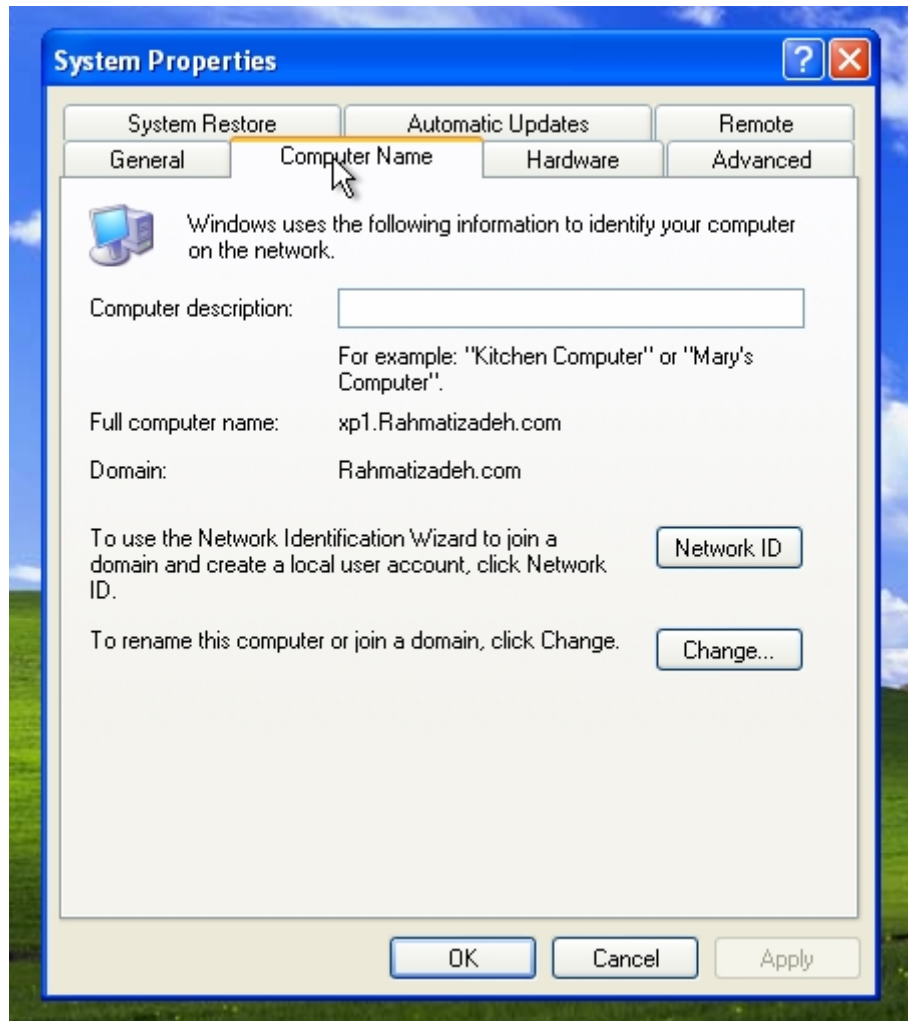 System Properties
System Restore
Automatic Updates
Remote
General
Computer Name
Hardware
Advanced
Windows uses the following information to identify your computer
on the network.
Computer description:
For example: "Kitchen Computer" or "Mary's
Computer".
Full computer name:
xp1.Rahmatizadeh.com
Domain:
Rahmatizadeh.com
To use the Network Identification Wizard to join a
domain and create a local user account, click Network
ID.
Network ID
To rename this computer or join a domain, click Change.
Change...
OK
Cancel
Apply